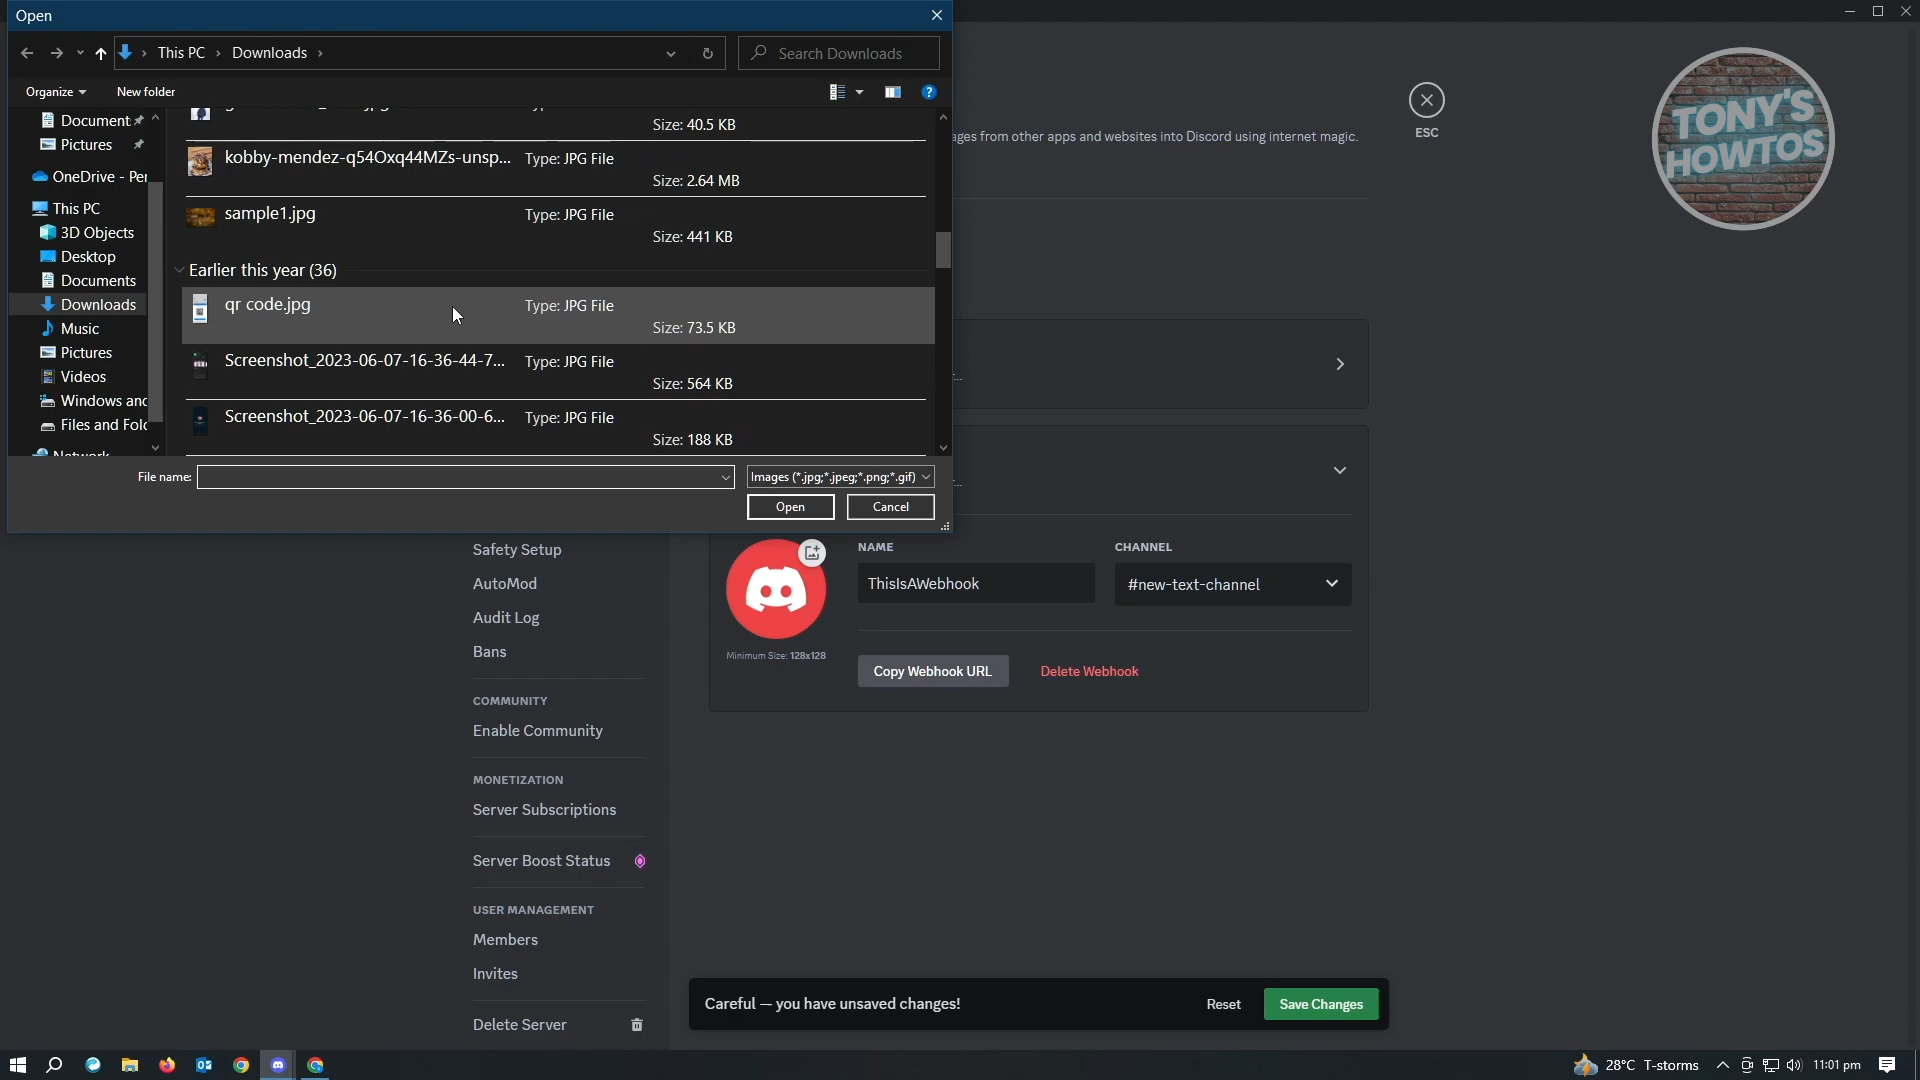 Open
This PC
Downloads
Search Downloads
Organize
New folder
Document
Pictures
OneDrive - Per
This PC
3D Objects
Desktop
Documents
Downloads
Music
Pictures
Videos
Windows and
Files and Fold
Network
Size: 40.5 KB
kobby-mendez-q54Oxq44MZs-unsp... Type: JPG File
Size: 2.64 MB
sample1.jpg Type: JPG File
Size: 441 KB
Earlier this year (36)
qr code.jpg Type: JPG File
Size: 73.5 KB
Screenshot_2023-06-07-16-36-44-7... Type: JPG File
Size: 564 KB
Screenshot_2023-06-07-16-36-00-6... Type: JPG File
Size: 188 KB
File name:
Images (*.jpg;*.jpeg;*.png;*.gif)
Open Cancel
ages from other apps and websites into Discord using internet magic.
ESC
TONY'S
HOWTOS
Safety Setup
AutoMod
Audit Log
Bans
COMMUNITY
Enable Community
MONETIZATION
Server Subscriptions
Server Boost Status
USER MANAGEMENT
Members
Invites
Delete Server
NAME
ThisIsAWebhook
CHANNEL
#new-text-channel
Minimum Size: 128x128
Copy Webhook URL Delete Webhook
Careful — you have unsaved changes! Reset Save Changes
28°C T-storms 11:01 pm